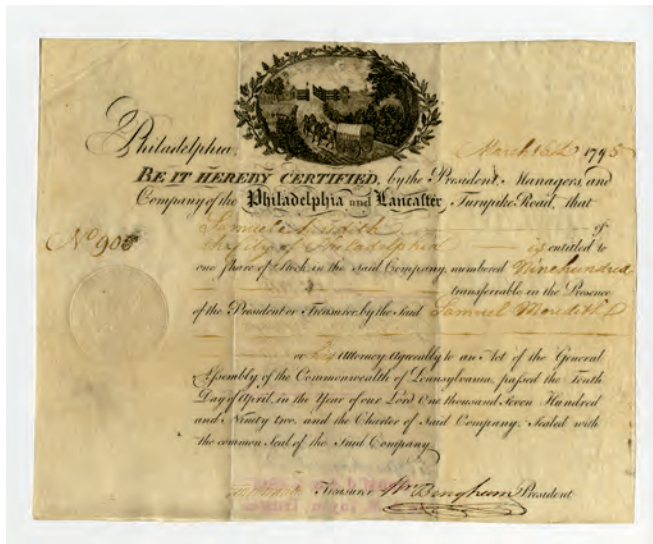 Philadelphia, March 16th 1795
BE IT HEREBY CERTIFIED, by the President, Managers, and
Company of the Philadelphia and Lancaster Turnpike Road, that
Samuel Meredith of
the City of Philadelphia is entitled to
No 905
one Share of Stock in the said Company, numbered Nine hundred
transferrable in the Presence
of the President or Treasurer, by the said Samuel Meredith
or his Attorney. Agreeably to an Act of the General
Assembly of the Commonwealth of Pennsylvania, passed the Tenth
Day of April, in the Year of our Lord One thousand Seven Hundred
and Ninety two, and the Charter of said Company; Sealed with
the common Seal of the said Company.
Treasurer Wm Bingham President